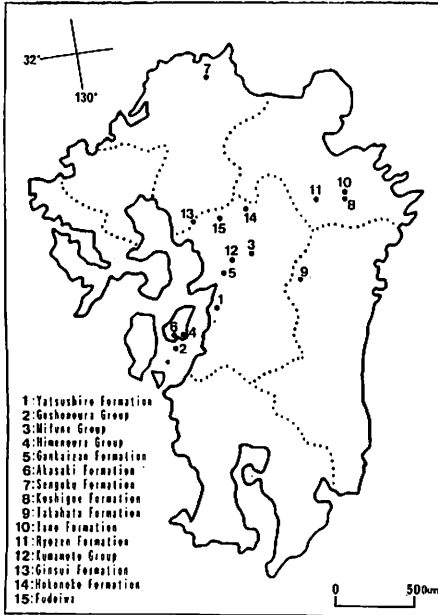 7
32°
130°
10
11
8
14
13
15
12
3
5
9
1
6
4
2
1:Yatsushiro Formation
2:Goshonoura Group
3:Mifune Group
4:Himenoura Group
5:Gankaizan Formation
6:Akasaki Formation
7:Sengoku Formation
8: Formation
9:Takahata Formation
10:Tano Formation
11:Ryozen Formation
12:Kumamoto Group
13:Ginsui Formation
14: Formation
15:Fudoiwa
0 500km